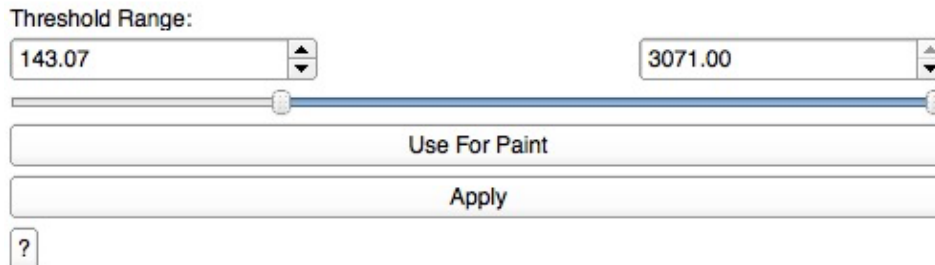 Threshold Range:
143.07 3071.00
Use For Paint
Apply
?